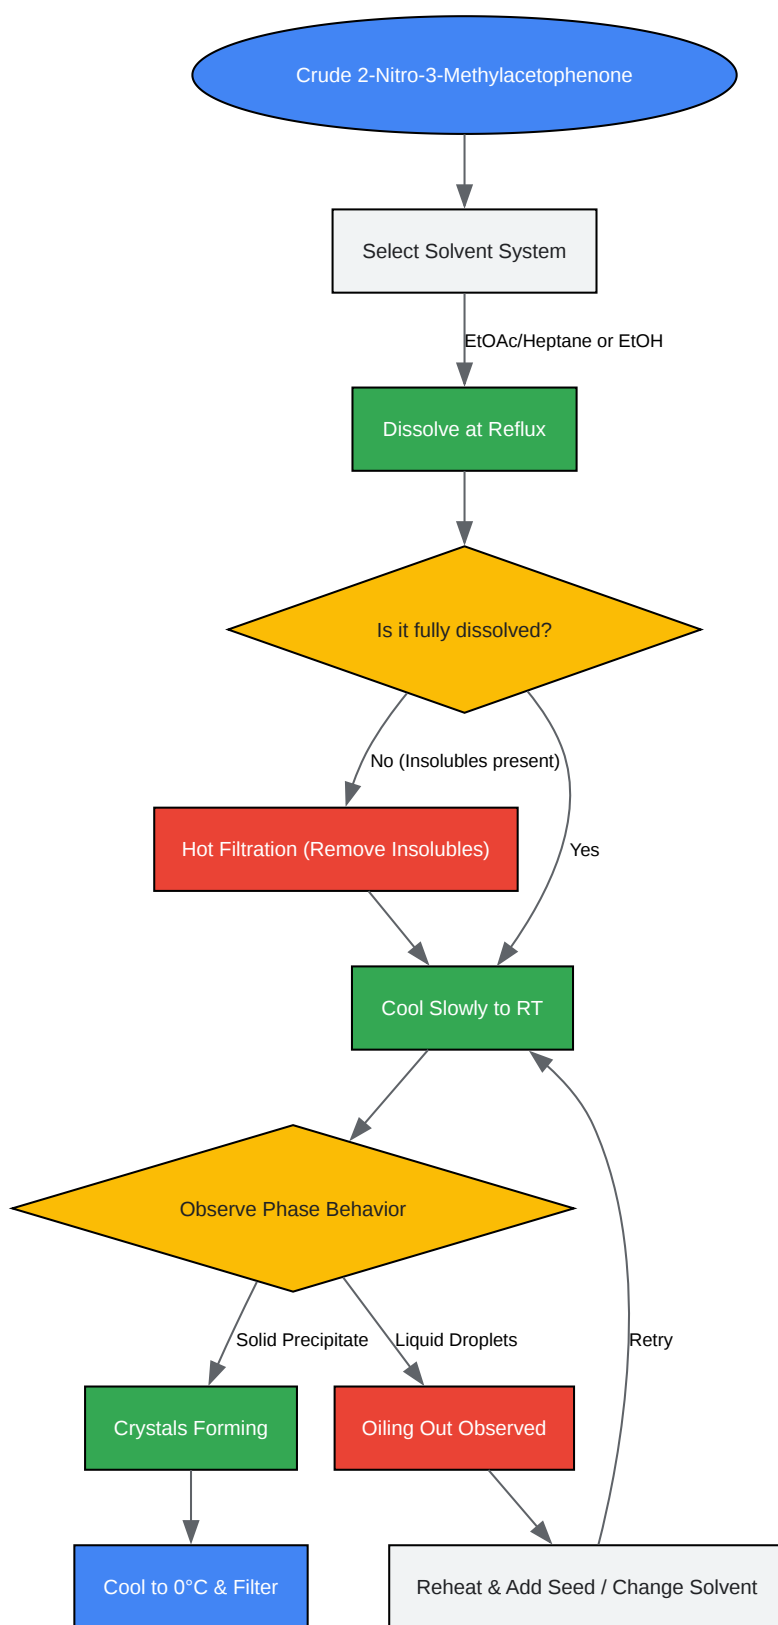 Crude 2-Nitro-3-Methylacetophenone
Select Solvent System
EtOAc/Heptane or EtOH
Dissolve at Reflux
Is it fully dissolved?
No (Insolubles present)
Hot Filtration (Remove Insolubles)
Yes
Cool Slowly to RT
Observe Phase Behavior
Solid Precipitate
Liquid Droplets
Retry
Crystals Forming
Oiling Out Observed
Cool to 0°C & Filter
Reheat & Add Seed / Change Solvent